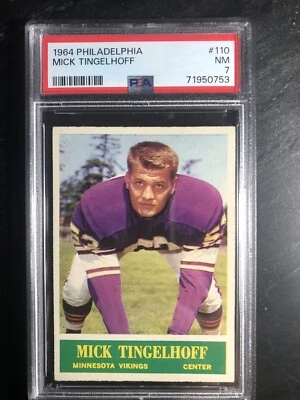 1964 PHILADELPHIA #110
MICK TINGELHOFF NM
7
PSA 71950753
MICK TINGELHOFF
MINNESOTA VIKINGS CENTER